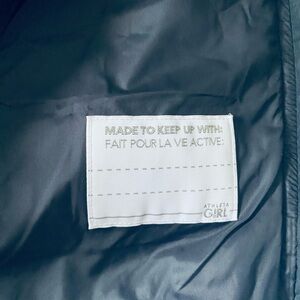 MADE TO KEEP UP WITH:
FAIT POUR LA VIE ACTIVE:
ATHLETA
GIRL